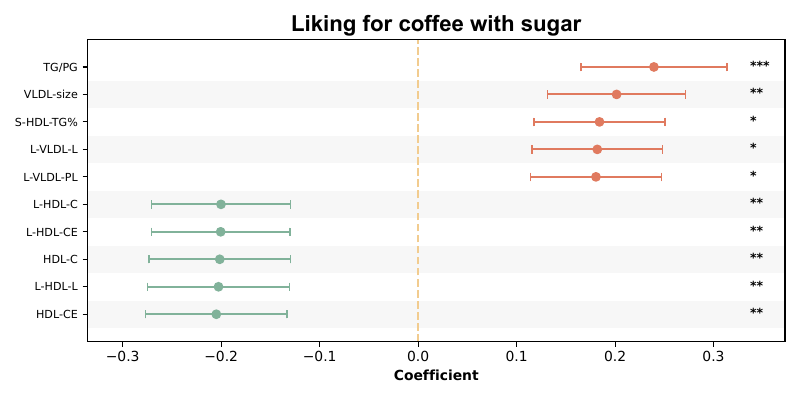 Liking for coffee with sugar
TG/PG ***
VLDL-size **
S-HDL-TG% *
L-VLDL-L *
L-VLDL-PL *
L-HDL-C **
L-HDL-CE **
HDL-C **
L-HDL-L **
HDL-CE **
−0.3 −0.2 −0.1 0.0 0.1 0.2 0.3
Coefficient